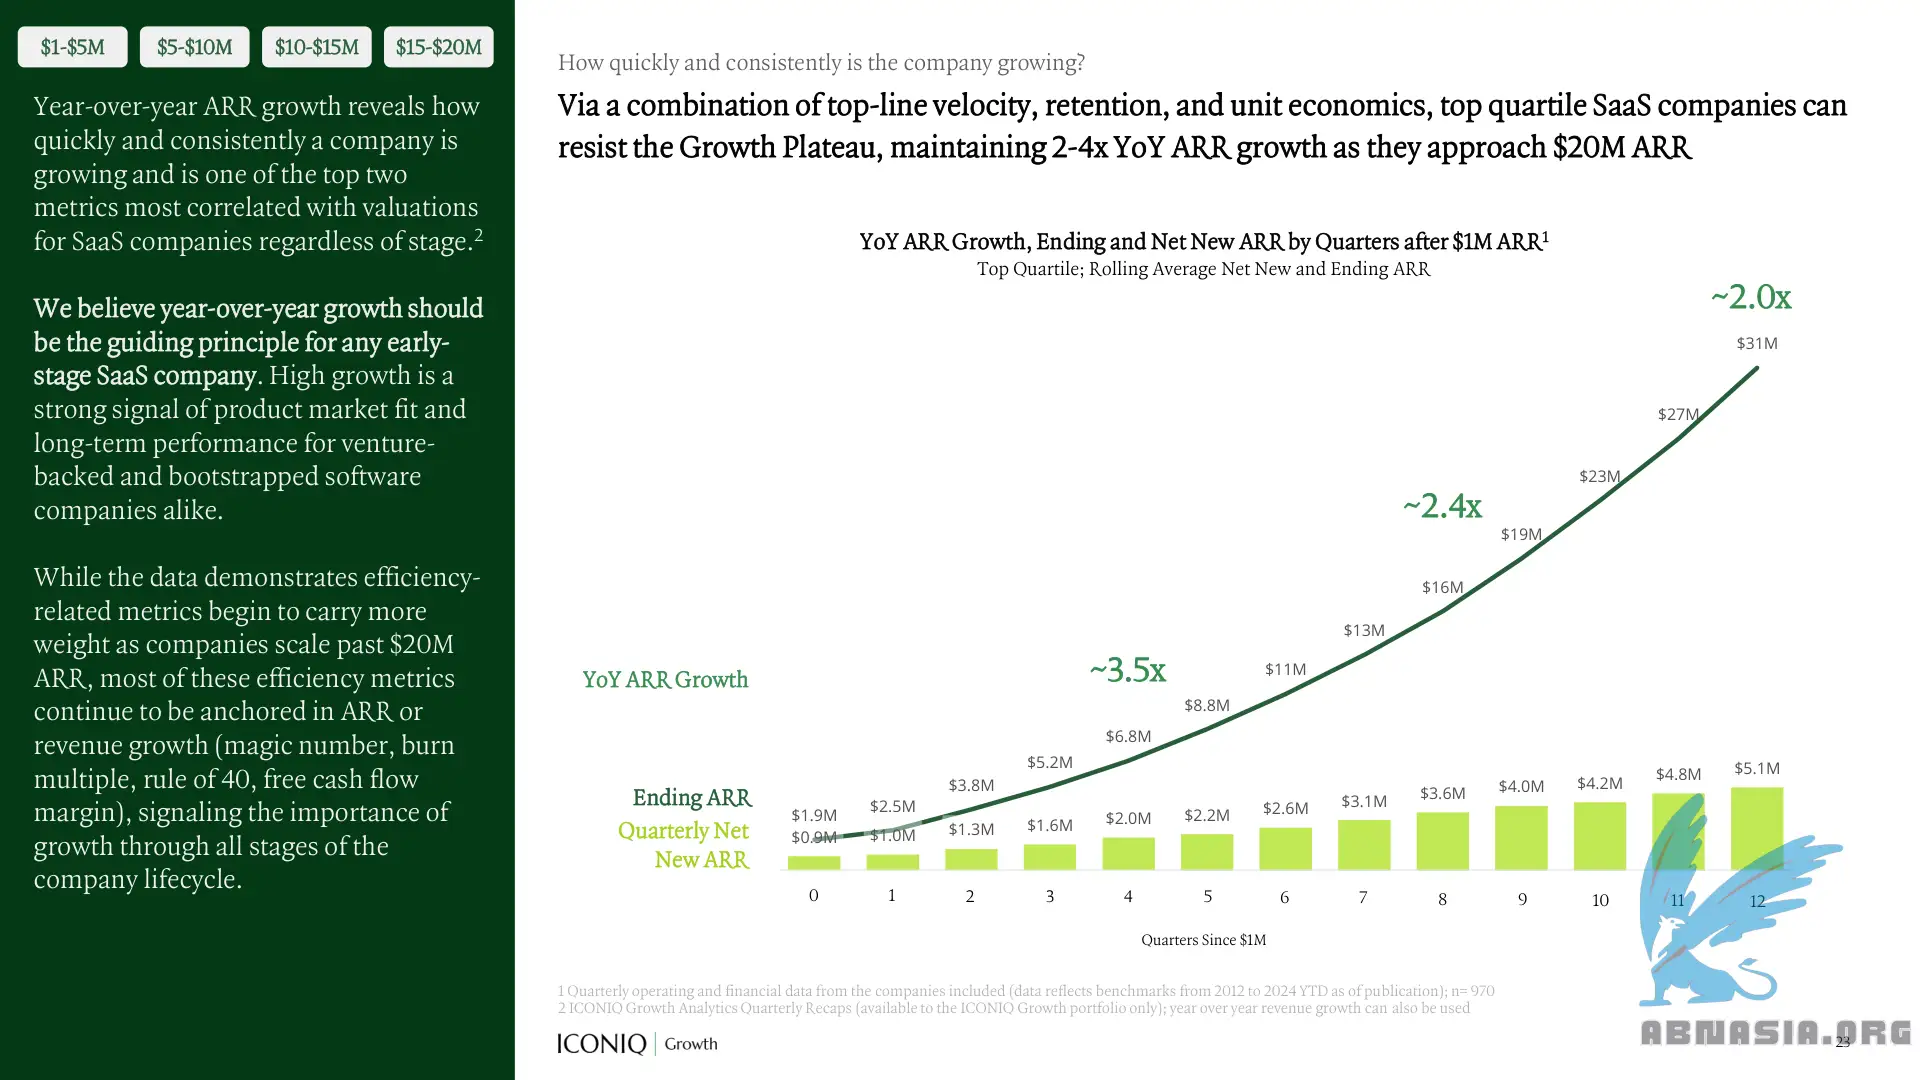 $1-$5M $5-$10M $10-$15M $15-$20M
Year-over-year ARR growth reveals how
quickly and consistently a company is
growing and is one of the top two
metrics most correlated with valuations
for SaaS companies regardless of stage.2
We believe year-over-year growth should
be the guiding principle for any early-
stage SaaS company. High growth is a
strong signal of product market fit and
long-term performance for venture-
backed and bootstrapped software
companies alike.
While the data demonstrates efficiency-
related metrics begin to carry more
weight as companies scale past $20M
ARR, most of these efficiency metrics
continue to be anchored in ARR or
revenue growth (magic number, burn
multiple, rule of 40, free cash flow
margin), signaling the importance of
growth through all stages of the
company lifecycle.
How quickly and consistently is the company growing?
Via a combination of top-line velocity, retention, and unit economics, top quartile SaaS companies can
resist the Growth Plateau, maintaining 2-4x YoY ARR growth as they approach $20M ARR
YoY ARR Growth, Ending and Net New ARR by Quarters after $1M ARR1
Top Quartile; Rolling Average Net New and Ending ARR
YoY ARR Growth
~3.5x ~2.4x ~2.0x
Ending ARR
$1.9M $2.5M $3.8M $5.2M $6.8M $8.8M $11M $13M $16M $19M $23M $27M $31M
Quarterly Net
New ARR
$0.9M $1.0M $1.3M $1.6M $2.0M $2.2M $2.6M $3.1M $3.6M $4.0M $4.2M $4.8M $5.1M
0 1 2 3 4 5 6 7 8 9 10 11 12
Quarters Since $1M
1 Quarterly operating and financial data from the companies included (data reflects benchmarks from 2012 to 2024 YTD as of publication); n= 970
2 ICONIQ Growth Analytics Quarterly Recaps (available to the ICONIQ Growth portfolio only); year over year revenue growth can also be used
ICONIQ | Growth
ABNASIA.ORG
23